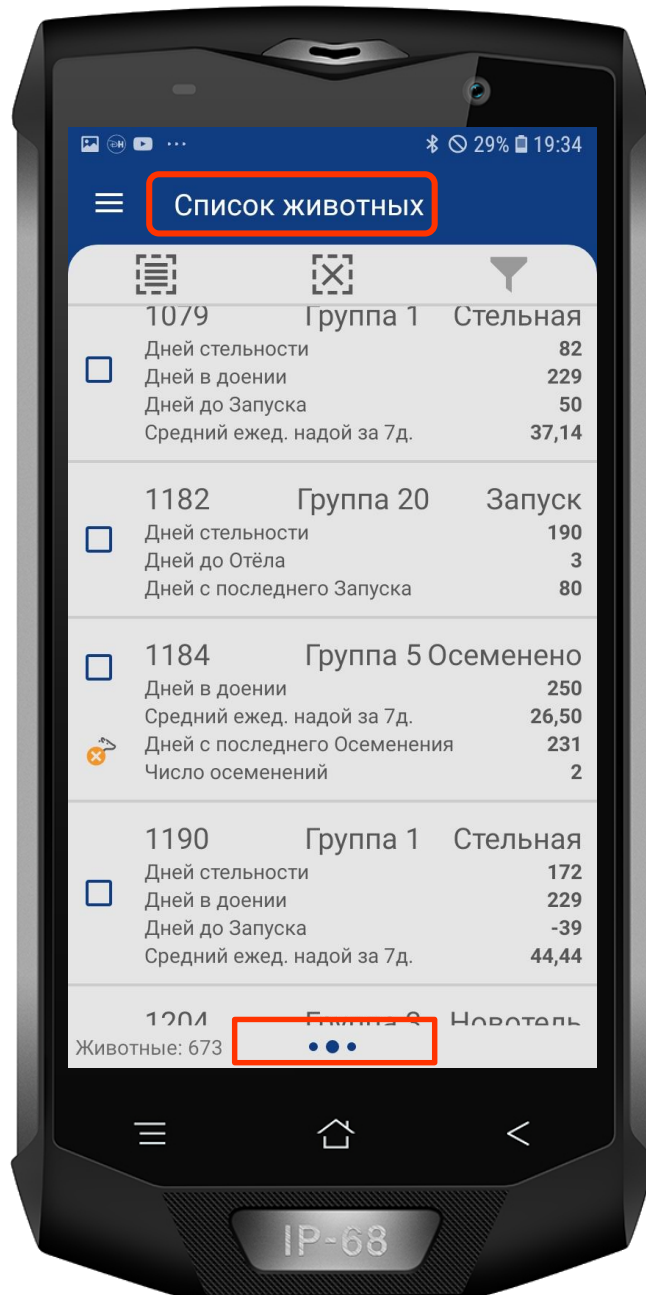 29% 19:34
Список животных
1079 Группа 1 Стельная
Дней стельности 82
Дней в доении 229
Дней до Запуска 50
Средний ежед. надой за 7д. 37,14
1182 Группа 20 Запуск
Дней стельности 190
Дней до Отёла 3
Дней с последнего Запуска 80
1184 Группа 5 Осеменено
Дней в доении 250
Средний ежед. надой за 7д. 26,50
Дней с последнего Осеменения 231
Число осеменений 2
1190 Группа 1 Стельная
Дней стельности 172
Дней в доении 229
Дней до Запуска -39
Средний ежед. надой за 7д. 44,44
1204 Группа Новотель
Животные: 673
IP-68